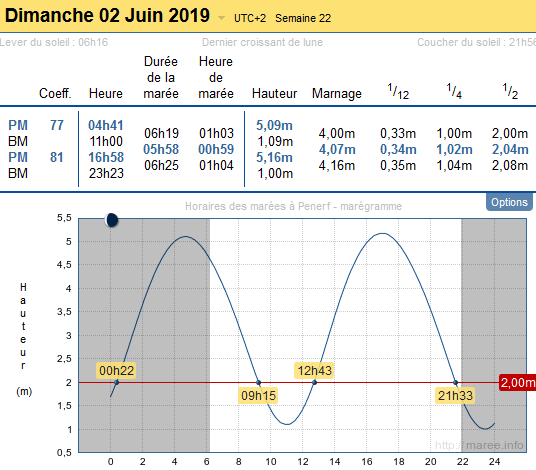 Dimanche 02 Juin 2019 UTC+2 Semaine 22
Lever du soleil : 06h16 Dernier croissant de lune Coucher du soleil : 21h56
Coeff. Heure Durée de la marée Heure de marée Hauteur Marnage 1/12 1/4 1/2
PM 77 04h41 5,09m
06h19 01h03 4,00m 0,33m 1,00m 2,00m
BM 11h00 1,09m
05h58 00h59 4,07m 0,34m 1,02m 2,04m
PM 81 16h58 5,16m
06h25 01h04 4,16m 0,35m 1,04m 2,08m
BM 23h23 1,00m
Options
Horaires des marées à Penerf - marégramme
5,5
5
4,5
4
3,5
3
2,5
2
1,5
1
0,5
Hauteur
(m)
00h22 12h43
2,00m
09h15 21h33
http://maree.info
0 2 4 6 8 10 12 14 16 18 20 22 24